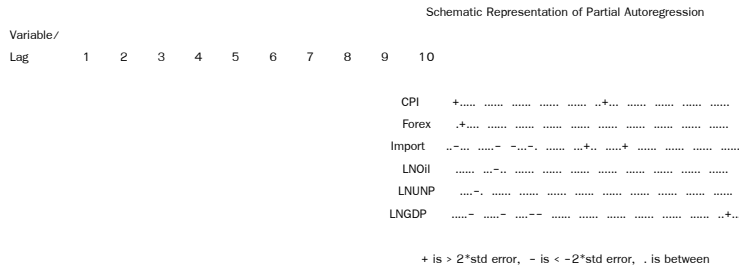 Schematic Representation of Partial Autoregression
Variable/
Lag 1 2 3 4 5 6 7 8 9 10
CPI +..... ...... ...... ...... ...... ..+... ...... ...... ...... ......
Forex .+.... ...... ...... ...... ...... ...... ...... ...... ...... ......
Import ..-... .....- -...-. ...... ...+.. .....+ ...... ...... ...... ......
LNOil ...... ...-.. ...... ...... ...... ...... ...... ...... ...... ......
LNUNP ....-. ...... ...... ...... ...... ...... ...... ...... ...... ......
LNGDP .....- .....- ....-- ...... ...... ...... ...... ...... ...... ..+..
+ is > 2*std error, - is < -2*std error, . is between